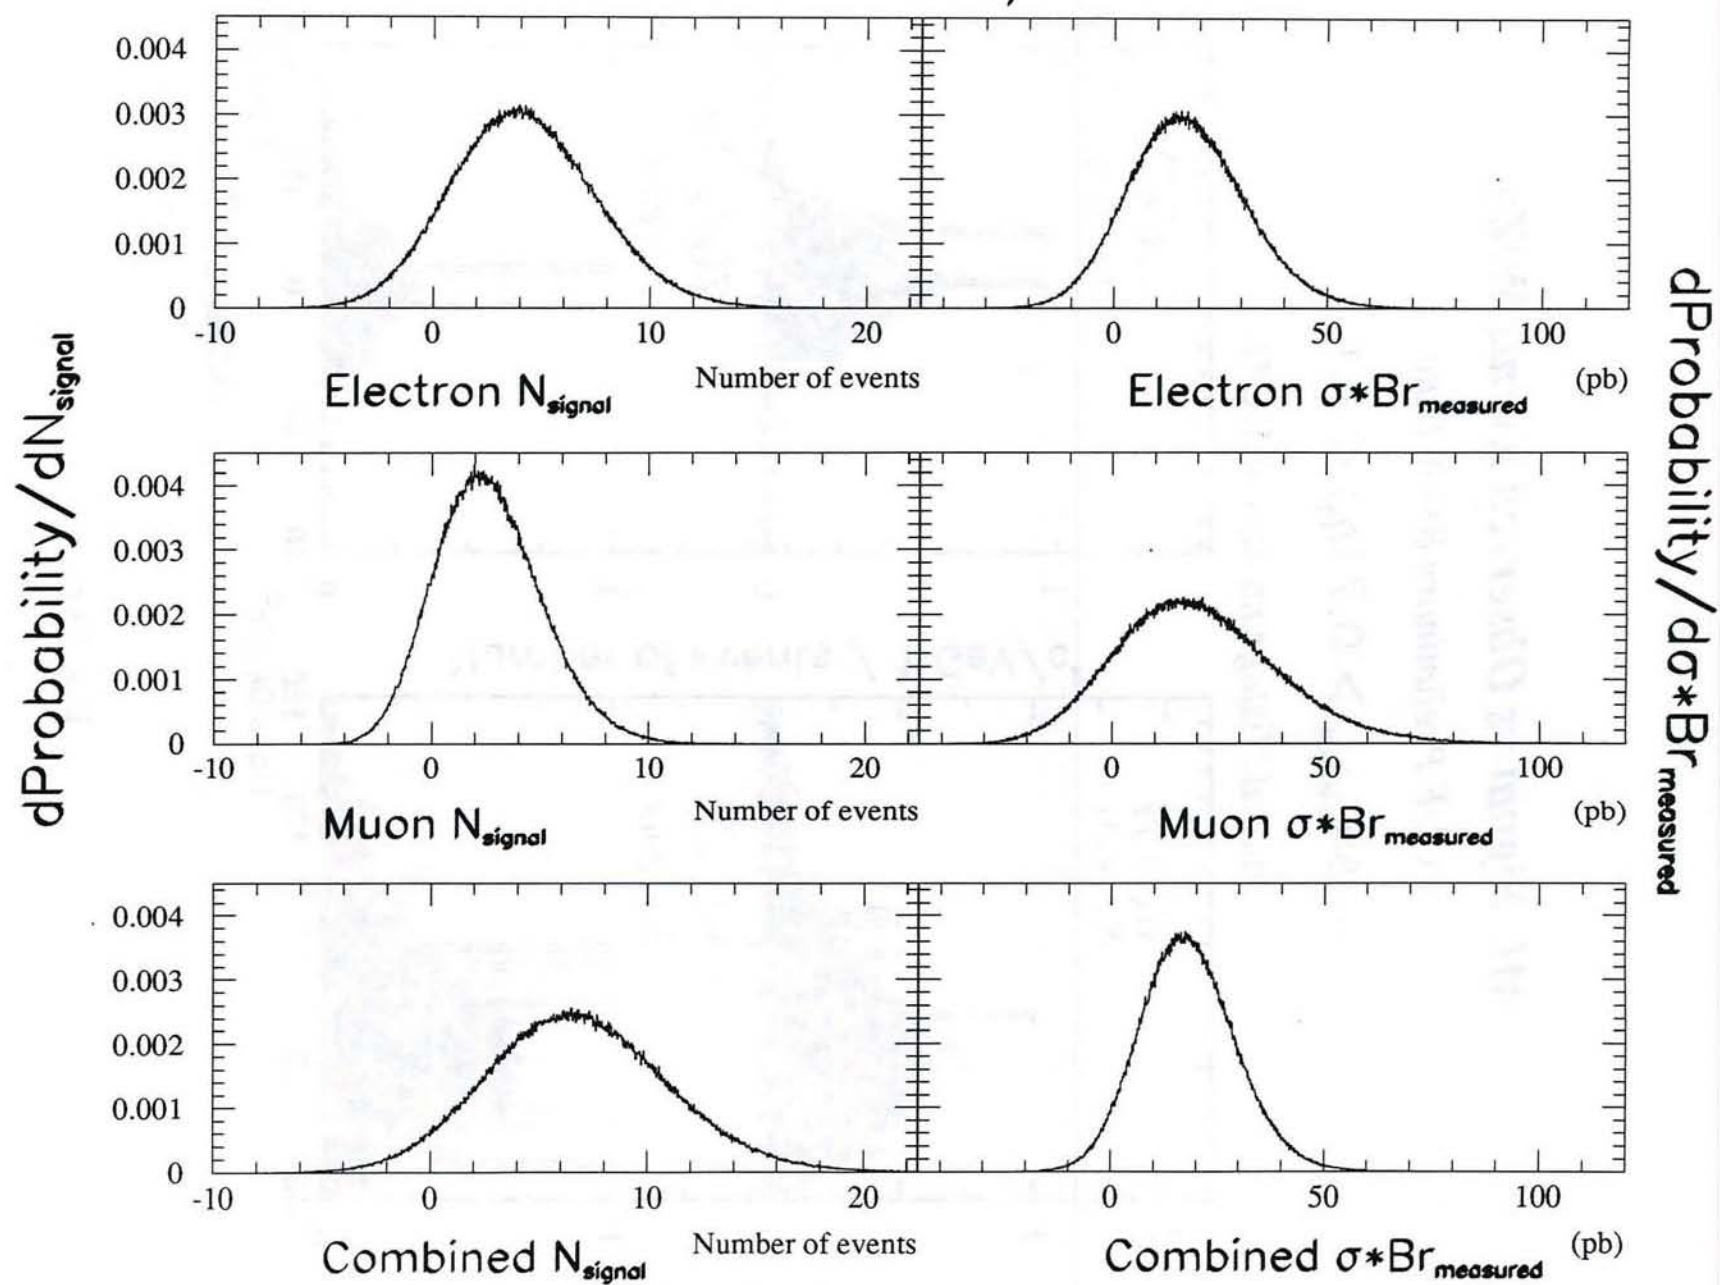 0.004
0.003
0.002
0.001
0
-10 0 10 20 0 50 100
Electron N_signal Number of events Electron σ*Br_measured (pb)
dProbability/dN_signal
dProbability/dσ*Br_measured
0.004
0.003
0.002
0.001
0
-10 0 10 20 0 50 100
Muon N_signal Number of events Muon σ*Br_measured (pb)
0.004
0.003
0.002
0.001
0
-10 0 10 20 0 50 100
Combined N_signal Number of events Combined σ*Br_measured (pb)